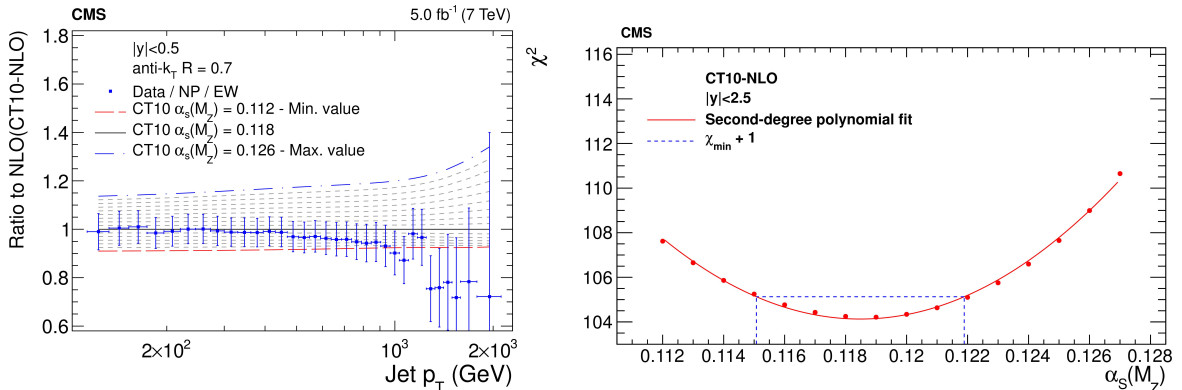 CMS
5.0 fb⁻¹ (7 TeV)
Ratio to NLO(CT10-NLO)
1.8
1.6
1.4
1.2
1
0.8
0.6
|y|<0.5
anti-k_T R = 0.7
Data / NP / EW
CT10 α_s(M_Z) = 0.112 - Min. value
CT10 α_s(M_Z) = 0.118
CT10 α_s(M_Z) = 0.126 - Max. value
2×10²
10³
2×10³
Jet p_T (GeV)
CMS
χ²
116
114
112
110
108
106
104
CT10-NLO
|y|<2.5
Second-degree polynomial fit
χ_min + 1
0.112
0.114
0.116
0.118
0.12
0.122
0.124
0.126
0.128
α_S(M_Z)